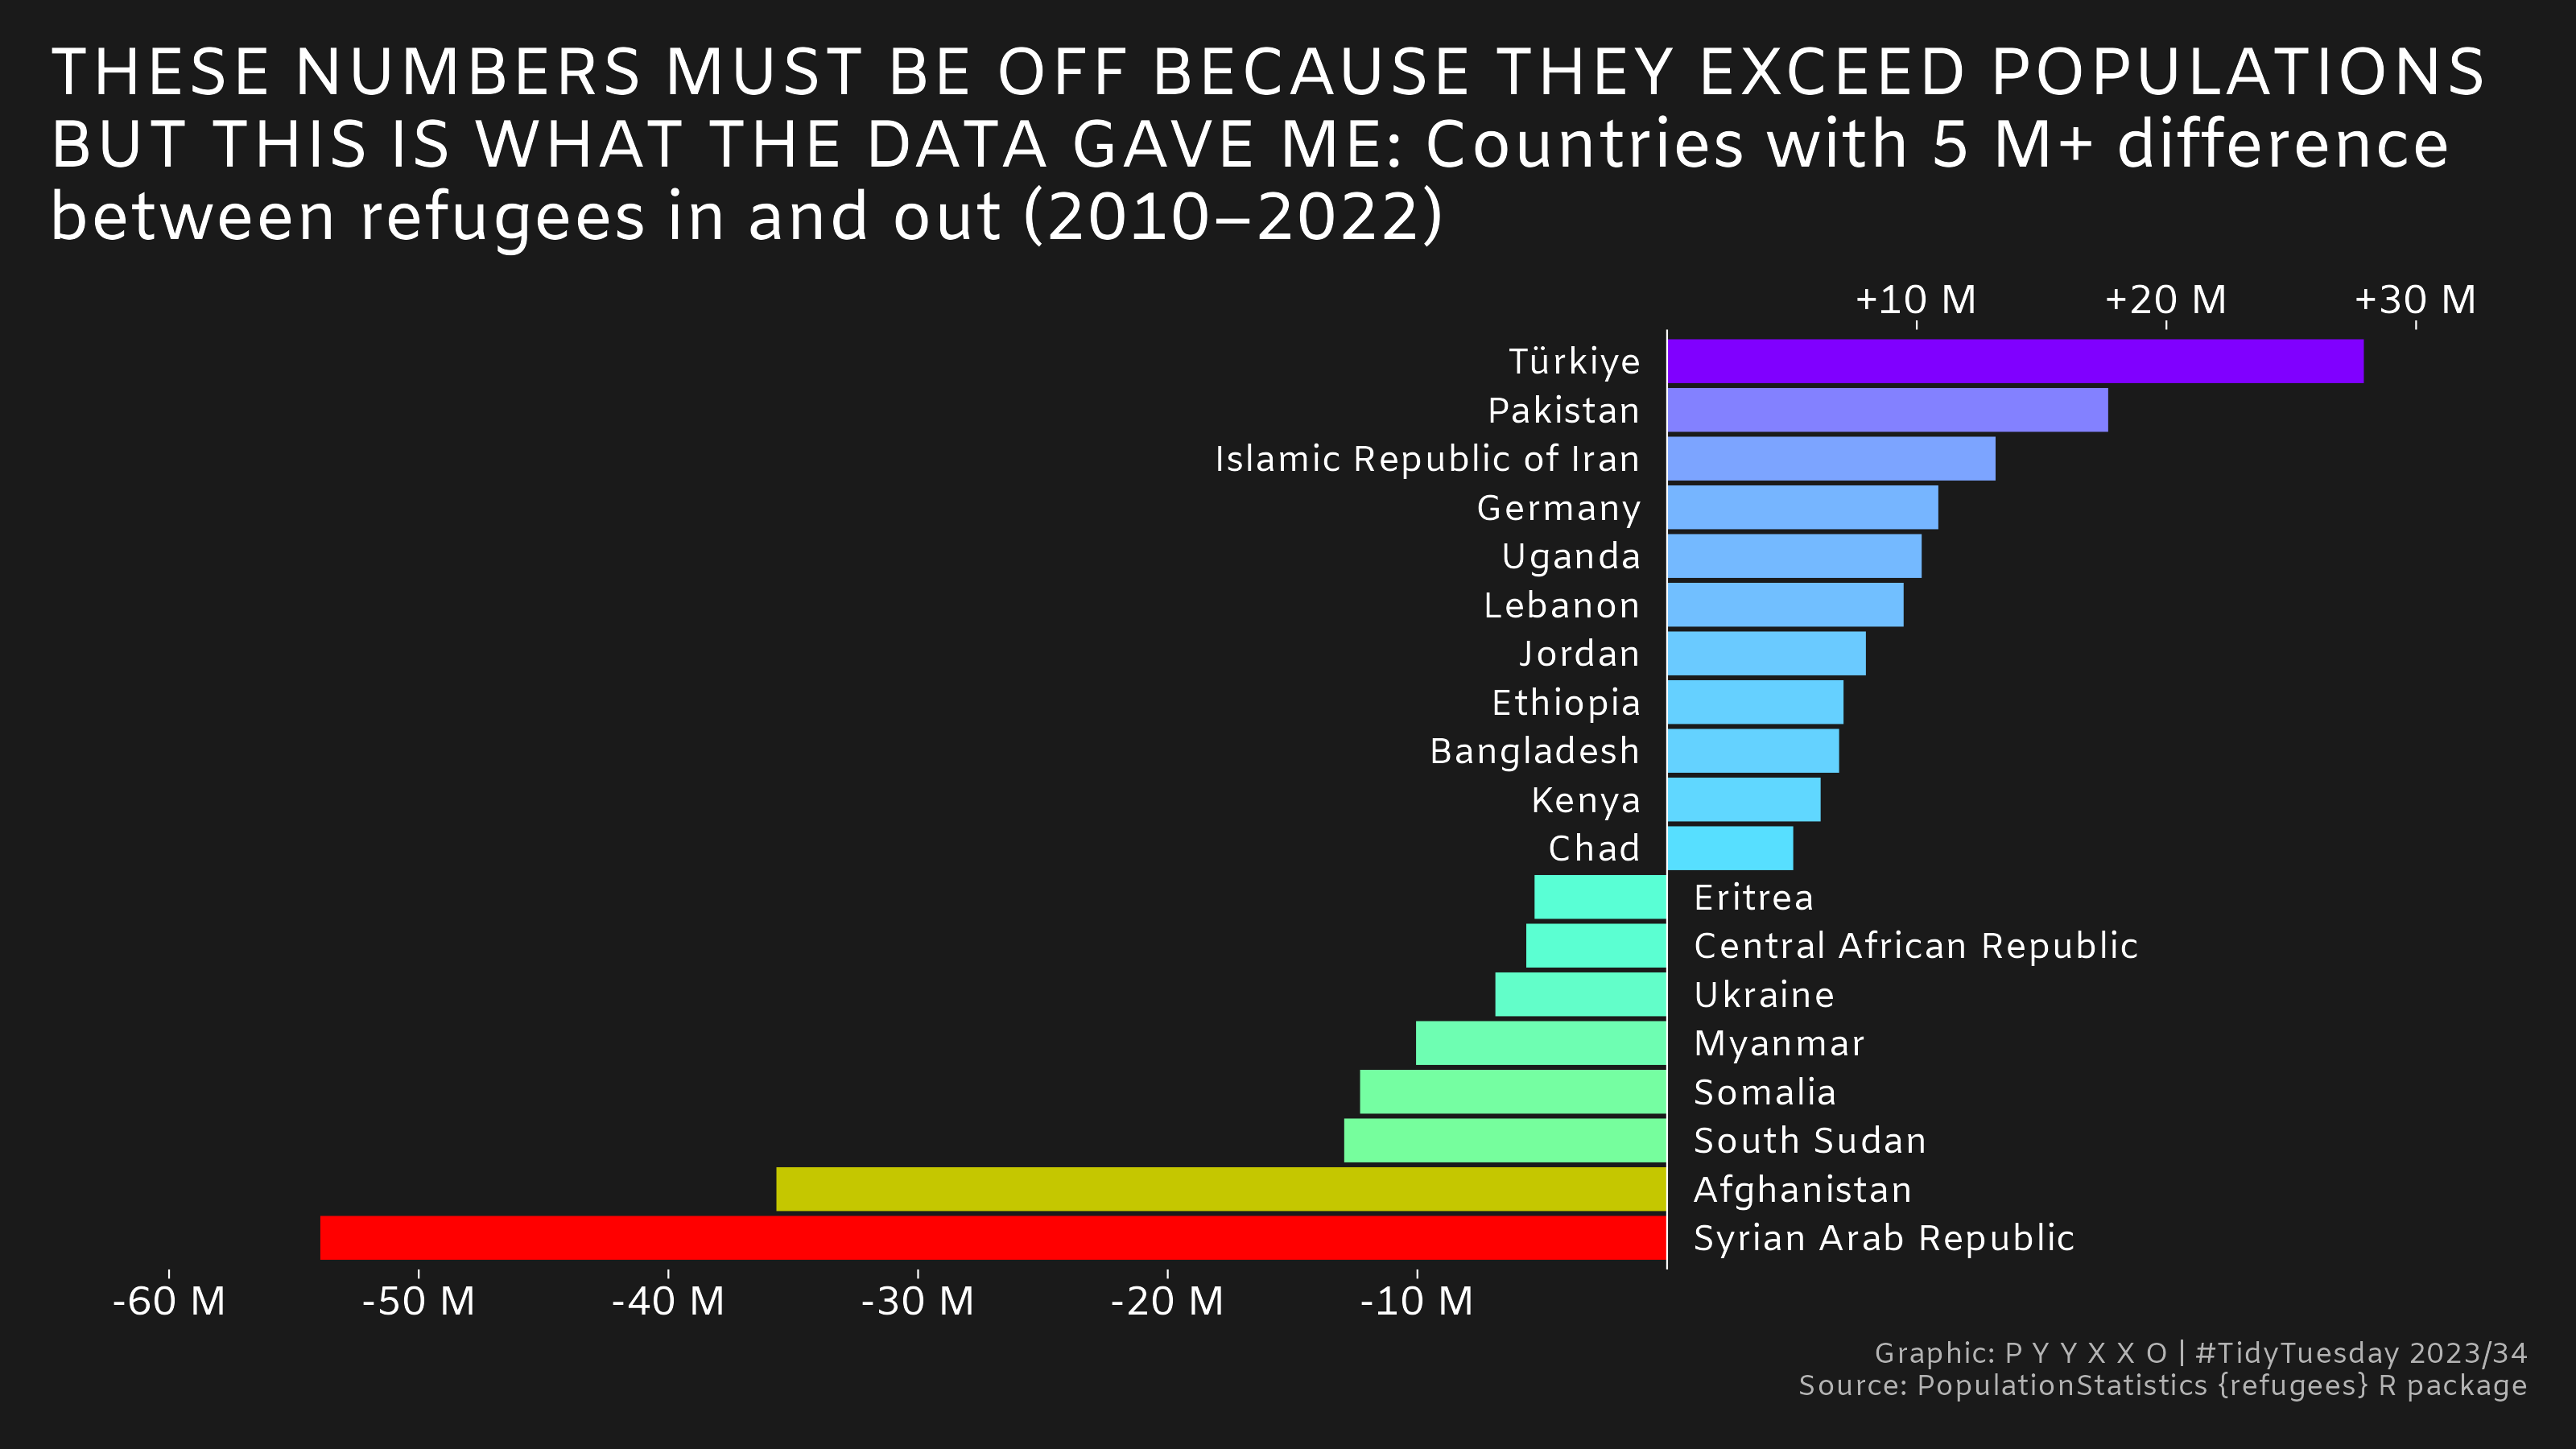 THESE NUMBERS MUST BE OFF BECAUSE THEY EXCEED POPULATIONS
BUT THIS IS WHAT THE DATA GAVE ME: Countries with 5 M+ difference
between refugees in and out (2010–2022)
+10 M +20 M +30 M
Türkiye
Pakistan
Islamic Republic of Iran
Germany
Uganda
Lebanon
Jordan
Ethiopia
Bangladesh
Kenya
Chad
Eritrea
Central African Republic
Ukraine
Myanmar
Somalia
South Sudan
Afghanistan
Syrian Arab Republic
-60 M -50 M -40 M -30 M -20 M -10 M
Graphic: P Y Y X X O | #TidyTuesday 2023/34
Source: PopulationStatistics {refugees} R package